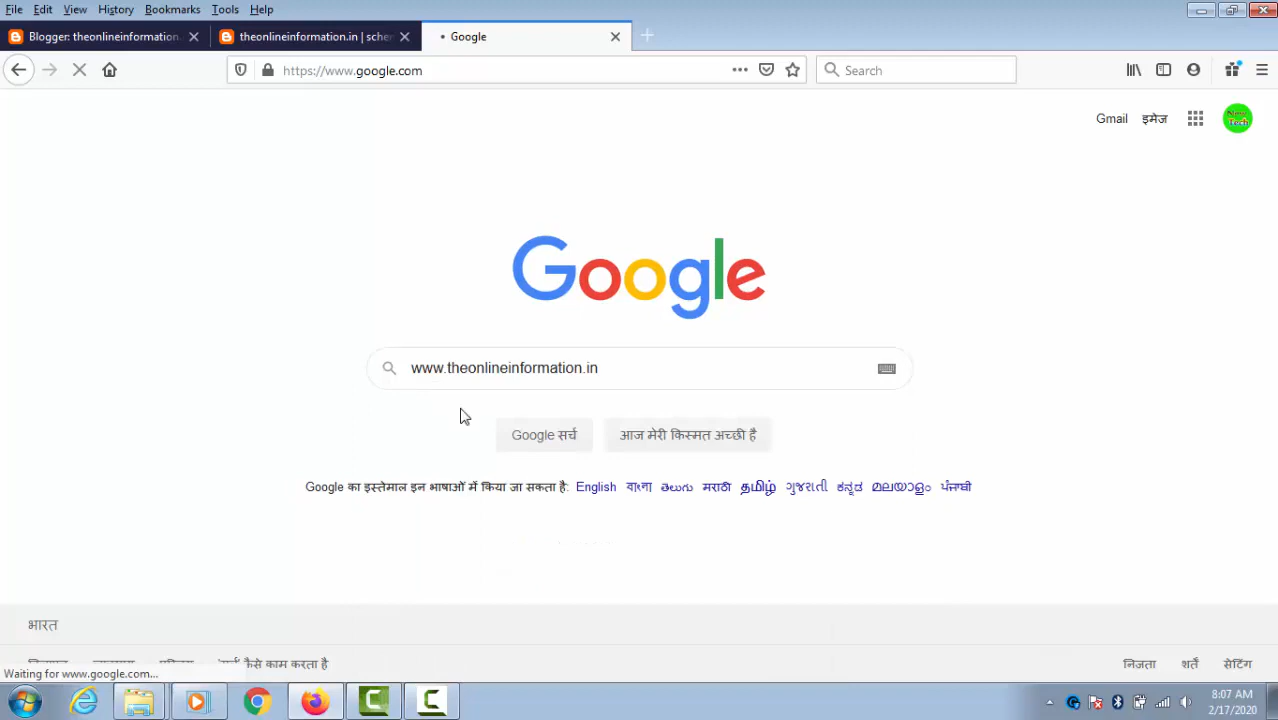 File Edit View History Bookmarks Tools Help
Blogger: theonlineinformation. theonlineinformation.in | sche Google
https://www.google.com Search
Gmail इमेज
Google
www.theonlineinformation.in
Google सर्च आज मेरी किस्मत अच्छी है
Google का इस्तेमाल इन भाषाओं में किया जा सकता है: English বাংলা తెలుగు मराठी தமிழ் ગુજરાતી ಕನ್ನಡ മലയാളം ਪੰਜਾਬੀ
भारत
कैसे काम करता है निजता शर्तें सेटिंग
Waiting for www.google.com...
8:07 AM
2/17/2020